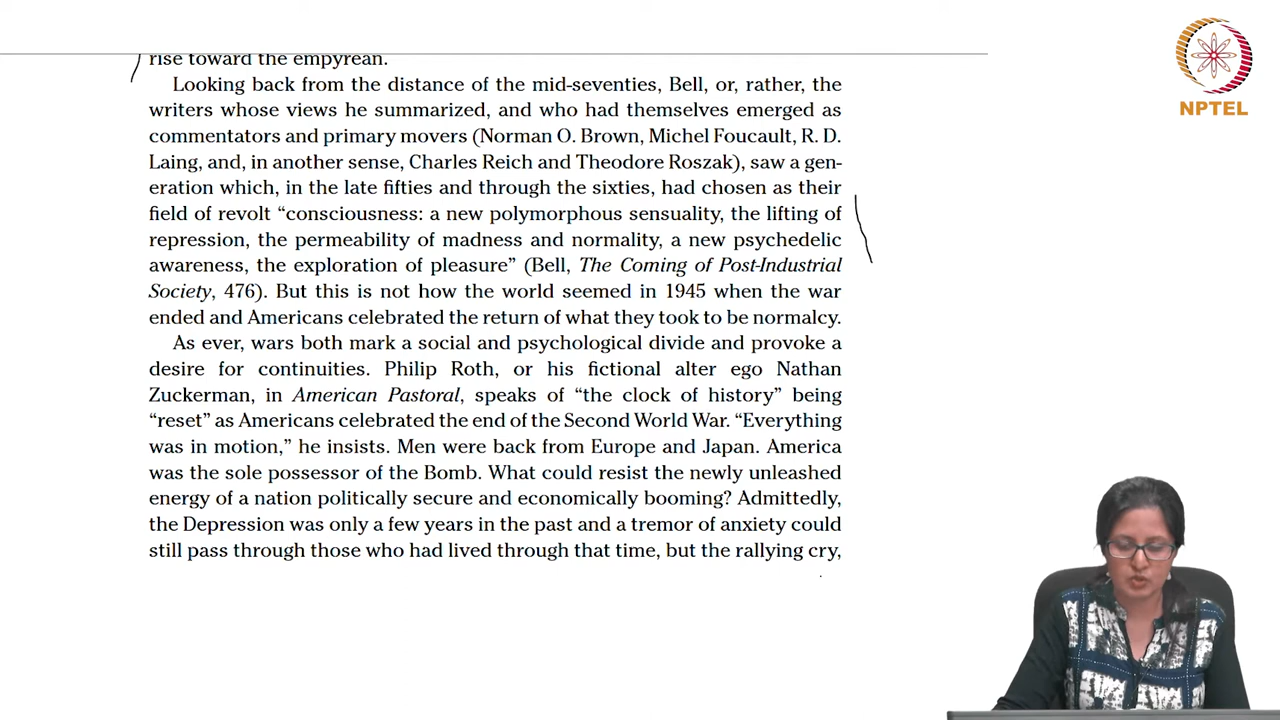 rise toward the empyrean.
Looking back from the distance of the mid-seventies, Bell, or, rather, the
writers whose views he summarized, and who had themselves emerged as
commentators and primary movers (Norman O. Brown, Michel Foucault, R. D.
Laing, and, in another sense, Charles Reich and Theodore Roszak), saw a gen-
eration which, in the late fifties and through the sixties, had chosen as their
field of revolt “consciousness: a new polymorphous sensuality, the lifting of
repression, the permeability of madness and normality, a new psychedelic
awareness, the exploration of pleasure” (Bell, The Coming of Post-Industrial
Society, 476). But this is not how the world seemed in 1945 when the war
ended and Americans celebrated the return of what they took to be normalcy.
As ever, wars both mark a social and psychological divide and provoke a
desire for continuities. Philip Roth, or his fictional alter ego Nathan
Zuckerman, in American Pastoral, speaks of “the clock of history” being
“reset” as Americans celebrated the end of the Second World War. “Everything
was in motion,” he insists. Men were back from Europe and Japan. America
was the sole possessor of the Bomb. What could resist the newly unleashed
energy of a nation politically secure and economically booming? Admittedly,
the Depression was only a few years in the past and a tremor of anxiety could
still pass through those who had lived through that time, but the rallying cry,
NPTEL